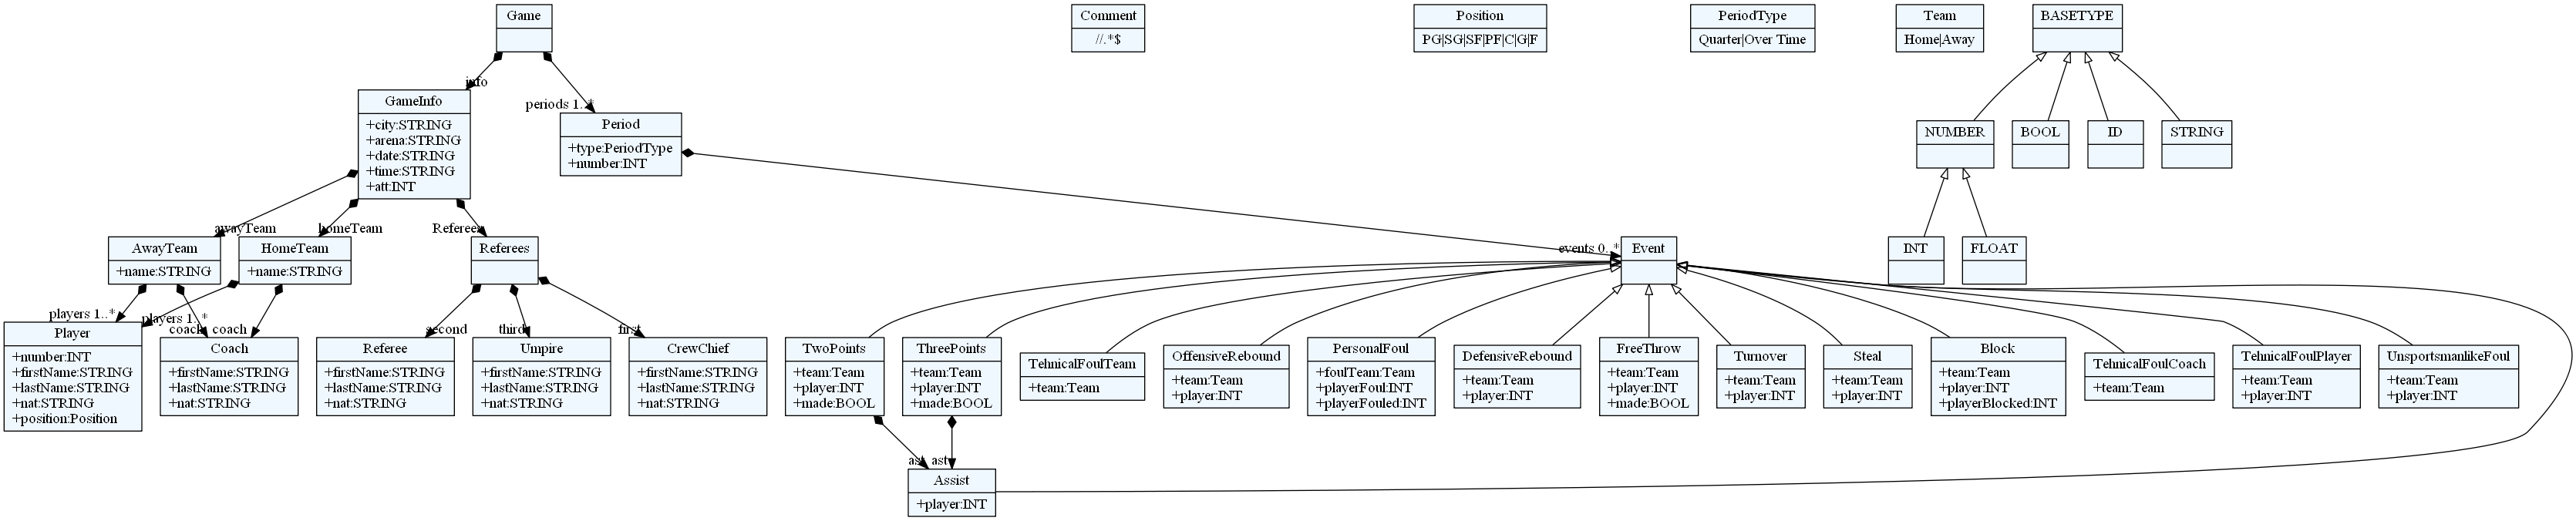 Game
Comment
//.*$
Position
PG|SG|SF|PF|C|G|F
PeriodType
Quarter|Over Time
Team
Home|Away
BASETYPE
info
periods 1..*
GameInfo
+city:STRING
+arena:STRING
+date:STRING
+time:STRING
+att:INT
Period
+type:PeriodType
+number:INT
NUMBER
BOOL
ID
STRING
awayTeam
homeTeam
AwayTeam
+name:STRING
HomeTeam
+name:STRING
Referees
events 0..*
Event
INT
FLOAT
players 1..*
players 1..*
coach
coach
second
third
first
Player
+number:INT
+firstName:STRING
+lastName:STRING
+nat:STRING
+position:Position
Coach
+firstName:STRING
+lastName:STRING
+nat:STRING
Referee
+firstName:STRING
+lastName:STRING
+nat:STRING
Umpire
+firstName:STRING
+lastName:STRING
+nat:STRING
CrewChief
+firstName:STRING
+lastName:STRING
+nat:STRING
TwoPoints
+team:Team
+player:INT
+made:BOOL
ThreePoints
+team:Team
+player:INT
+made:BOOL
TehnicalFoulTeam
+team:Team
OffensiveRebound
+team:Team
+player:INT
PersonalFoul
+foulTeam:Team
+playerFoul:INT
+playerFouled:INT
DefensiveRebound
+team:Team
+player:INT
FreeThrow
+team:Team
+player:INT
+made:BOOL
Turnover
+team:Team
+player:INT
Steal
+team:Team
+player:INT
Block
+team:Team
+player:INT
+playerBlocked:INT
TehnicalFoulCoach
+team:Team
TehnicalFoulPlayer
+team:Team
+player:INT
UnsportsmanlikeFoul
+team:Team
+player:INT
ast
Assist
+player:INT